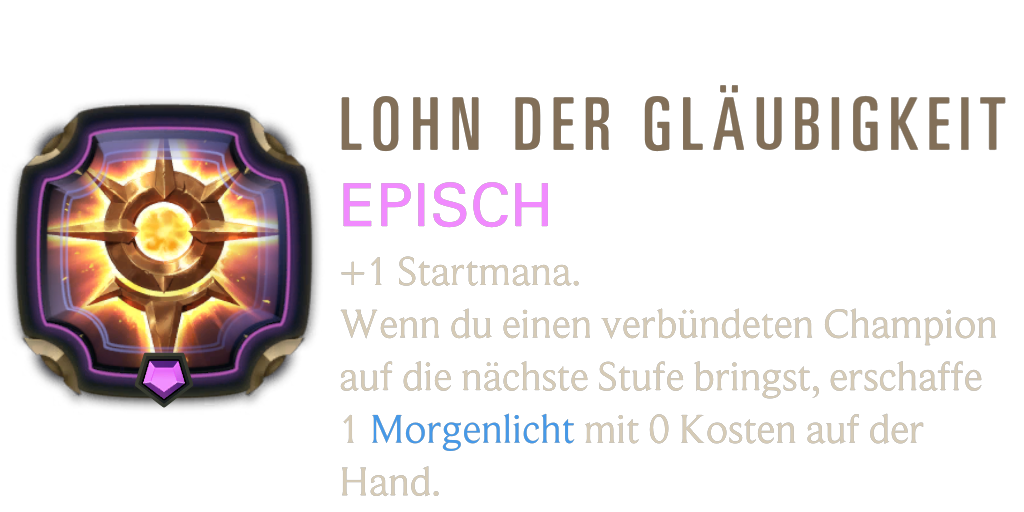 LOHN DER GLÄUBIGKEIT
EPISCH
+1 Startmana.
Wenn du einen verbündeten Champion
auf die nächste Stufe bringst, erschaffe
1 Morgenlicht mit 0 Kosten auf der
Hand.